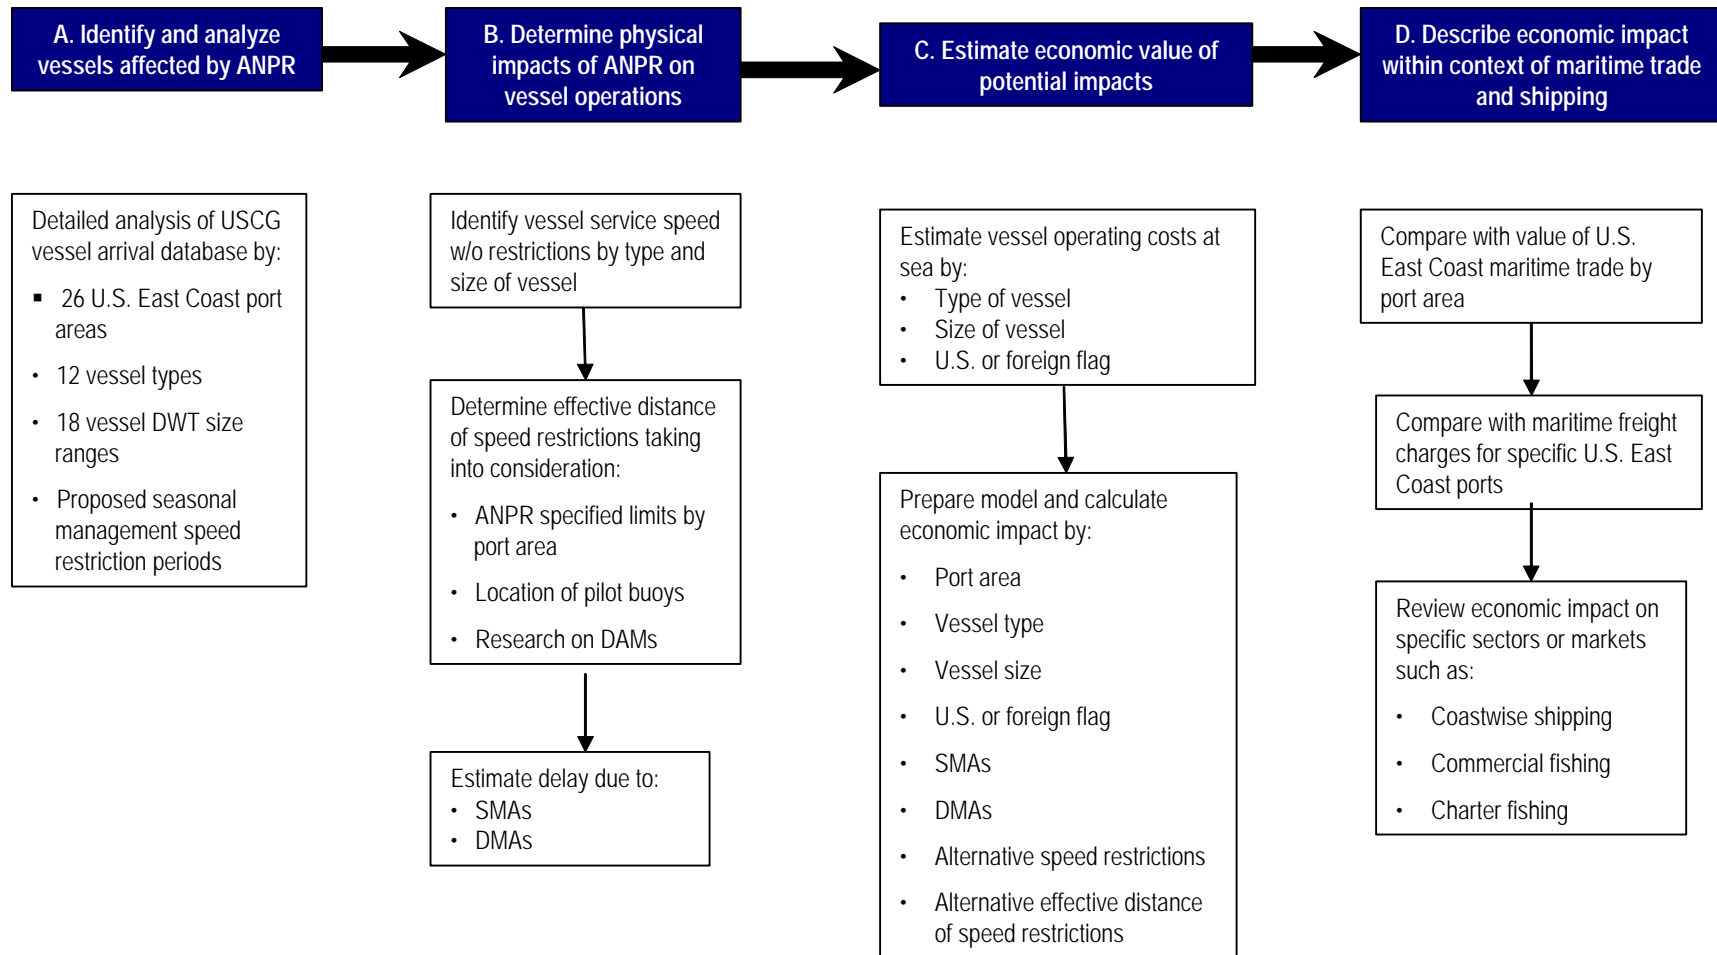 A. Identify and analyze
vessels affected by ANPR
B. Determine physical
impacts of ANPR on
vessel operations
C. Estimate economic value of
potential impacts
D. Describe economic impact
within context of maritime trade
and shipping
Detailed analysis of USCG
vessel arrival database by:
▪ 26 U.S. East Coast port
areas
• 12 vessel types
• 18 vessel DWT size
ranges
• Proposed seasonal
management speed
restriction periods
Identify vessel service speed
w/o restrictions by type and
size of vessel
Determine effective distance
of speed restrictions taking
into consideration:
• ANPR specified limits by
port area
• Location of pilot buoys
• Research on DAMs
Estimate delay due to:
• SMAs
• DMAs
Estimate vessel operating costs at
sea by:
• Type of vessel
• Size of vessel
• U.S. or foreign flag
Prepare model and calculate
economic impact by:
• Port area
• Vessel type
• Vessel size
• U.S. or foreign flag
• SMAs
• DMAs
• Alternative speed restrictions
• Alternative effective distance
of speed restrictions
Compare with value of U.S.
East Coast maritime trade by
port area
Compare with maritime freight
charges for specific U.S. East
Coast ports
Review economic impact on
specific sectors or markets
such as:
• Coastwise shipping
• Commercial fishing
• Charter fishing